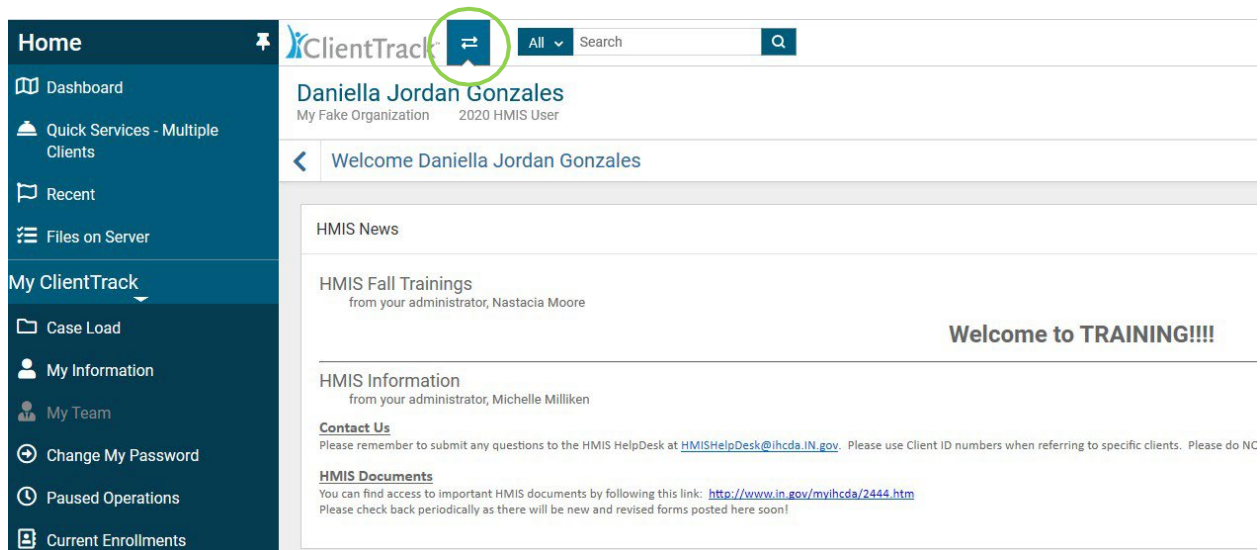 Home
Dashboard
Quick Services - Multiple
Clients
Recent
Files on Server
My ClientTrack
Case Load
My Information
My Team
Change My Password
Paused Operations
Current Enrollments
ClientTrack
All Search
Daniella Jordan Gonzales
My Fake Organization 2020 HMIS User
Welcome Daniella Jordan Gonzales
HMIS News
HMIS Fall Trainings
from your administrator, Nastacia Moore
Welcome to TRAINING!!!!
HMIS Information
from your administrator, Michelle Milliken
Contact Us
Please remember to submit any questions to the HMIS HelpDesk at HMISHelpDesk@ihcda.IN.gov. Please use Client ID numbers when referring to specific clients. Please do NO
HMIS Documents
You can find access to important HMIS documents by following this link: http://www.in.gov/myihcda/2444.htm
Please check back periodically as there will be new and revised forms posted here soon!